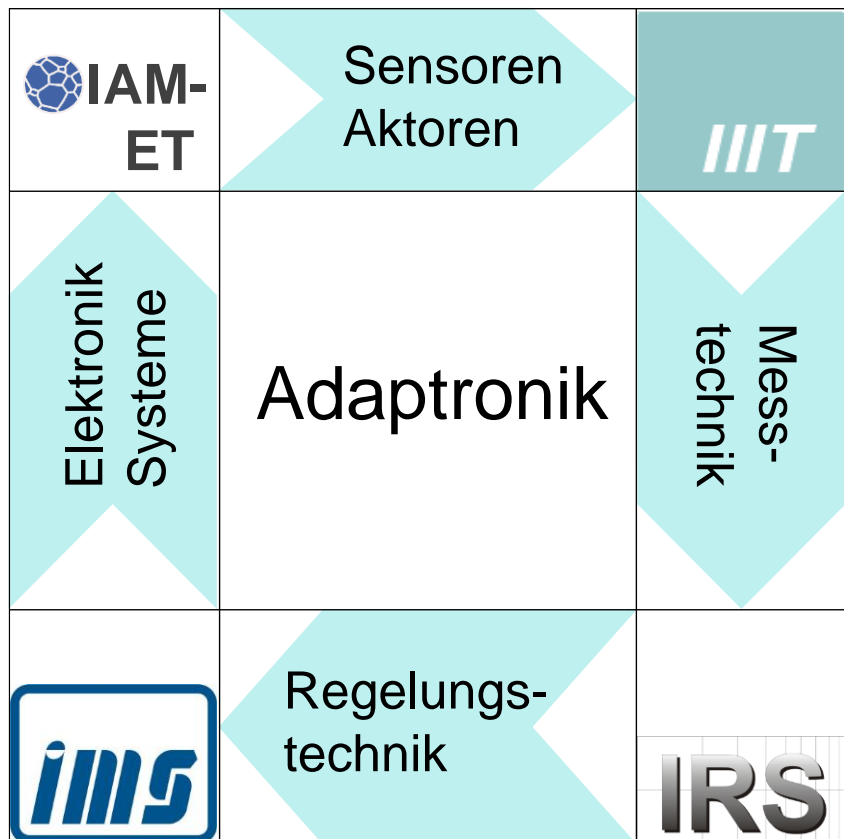 IAM-
ET
Sensoren
Aktoren
IIIT
Elektronik
Systeme
Adaptronik
Mess-
technik
ims
Regelungs-
technik
IRS